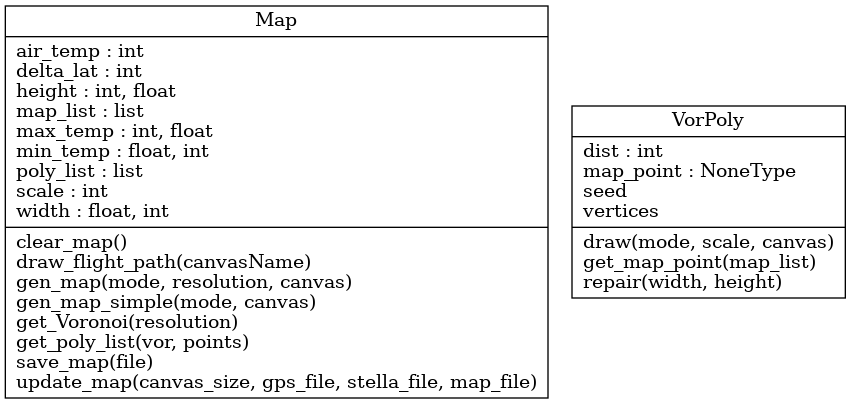 Map
air_temp : int
delta_lat : int
height : int, float
map_list : list
max_temp : int, float
min_temp : float, int
poly_list : list
scale : int
width : float, int
clear_map()
draw_flight_path(canvasName)
gen_map(mode, resolution, canvas)
gen_map_simple(mode, canvas)
get_Voronoi(resolution)
get_poly_list(vor, points)
save_map(file)
update_map(canvas_size, gps_file, stella_file, map_file)
VorPoly
dist : int
map_point : NoneType
seed
vertices
draw(mode, scale, canvas)
get_map_point(map_list)
repair(width, height)